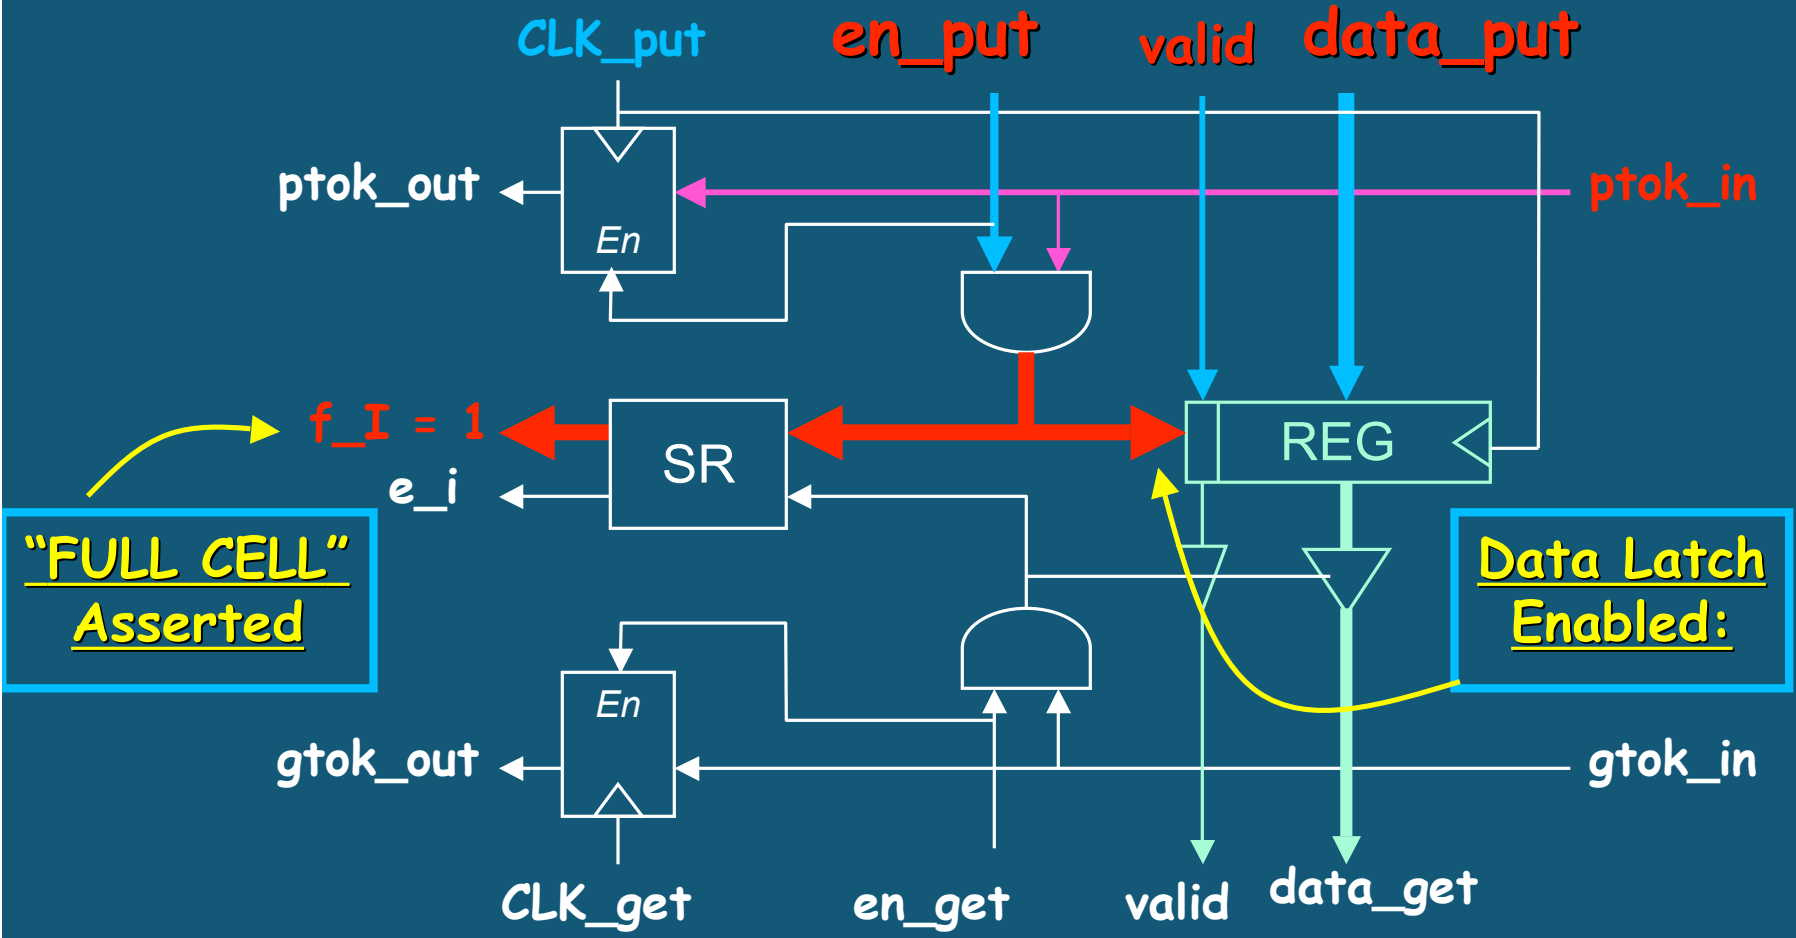 CLK_put
en_put
valid
data_put
ptok_out
ptok_in
En
f_I = 1
SR
REG
e_i
“FULL CELL”
Asserted
Data Latch
Enabled:
En
gtok_out
gtok_in
CLK_get
en_get
valid
data_get